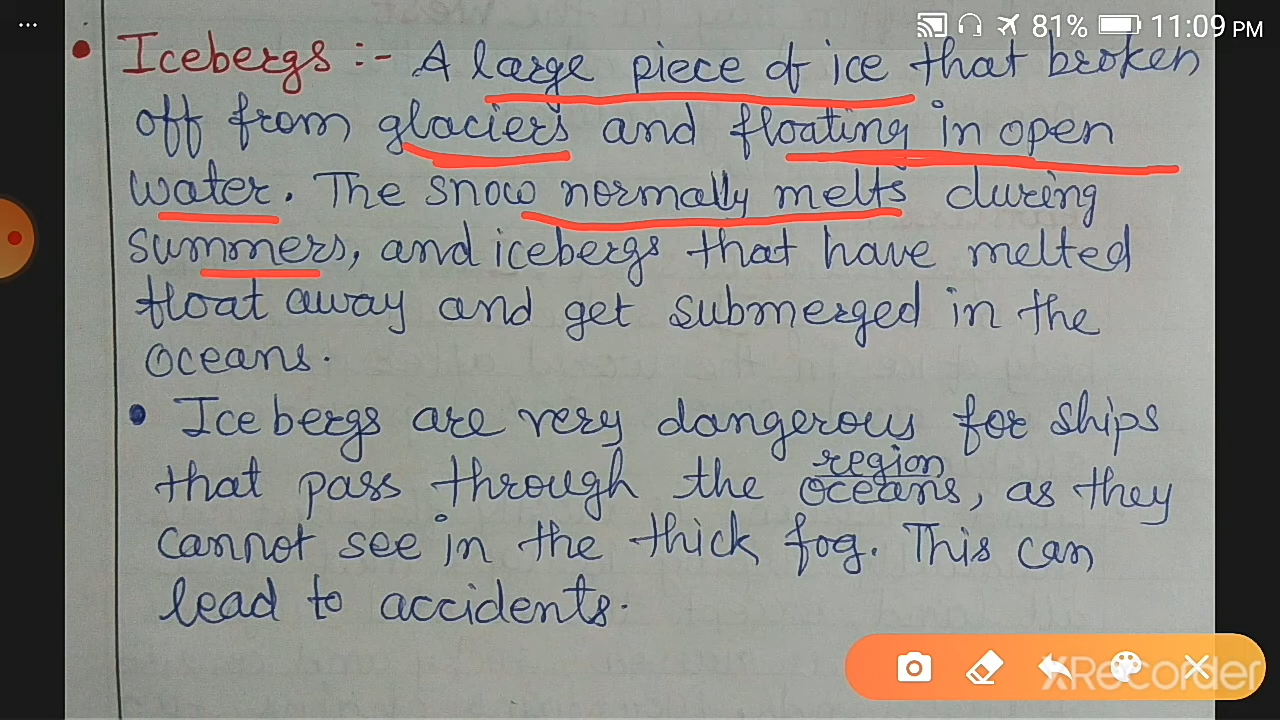 ... 81% 11:09 PM
• Icebergs :- A large piece of ice that broken
off from glaciers and floating in open
water. The snow normally melts during
summers, and icebergs that have melted
float away and get submerged in the
oceans.
• Icebergs are very dangerous for ships
region
that pass through the oceans, as they
cannot see in the thick fog. This can
lead to accidents.
XRecorder